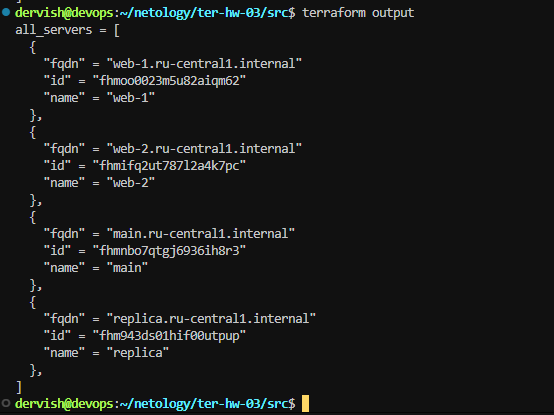 dervish@devops:~/netology/ter-hw-03/src$ terraform output
all_servers = [
  {
    "fqdn" = "web-1.ru-central1.internal"
    "id" = "fhmoo0023m5u82aiqm62"
    "name" = "web-1"
  },
  {
    "fqdn" = "web-2.ru-central1.internal"
    "id" = "fhmifq2ut787l2a4k7pc"
    "name" = "web-2"
  },
  {
    "fqdn" = "main.ru-central1.internal"
    "id" = "fhmnbo7qtgj6936ih8r3"
    "name" = "main"
  },
  {
    "fqdn" = "replica.ru-central1.internal"
    "id" = "fhm943ds01hif00utpup"
    "name" = "replica"
  },
]
dervish@devops:~/netology/ter-hw-03/src$